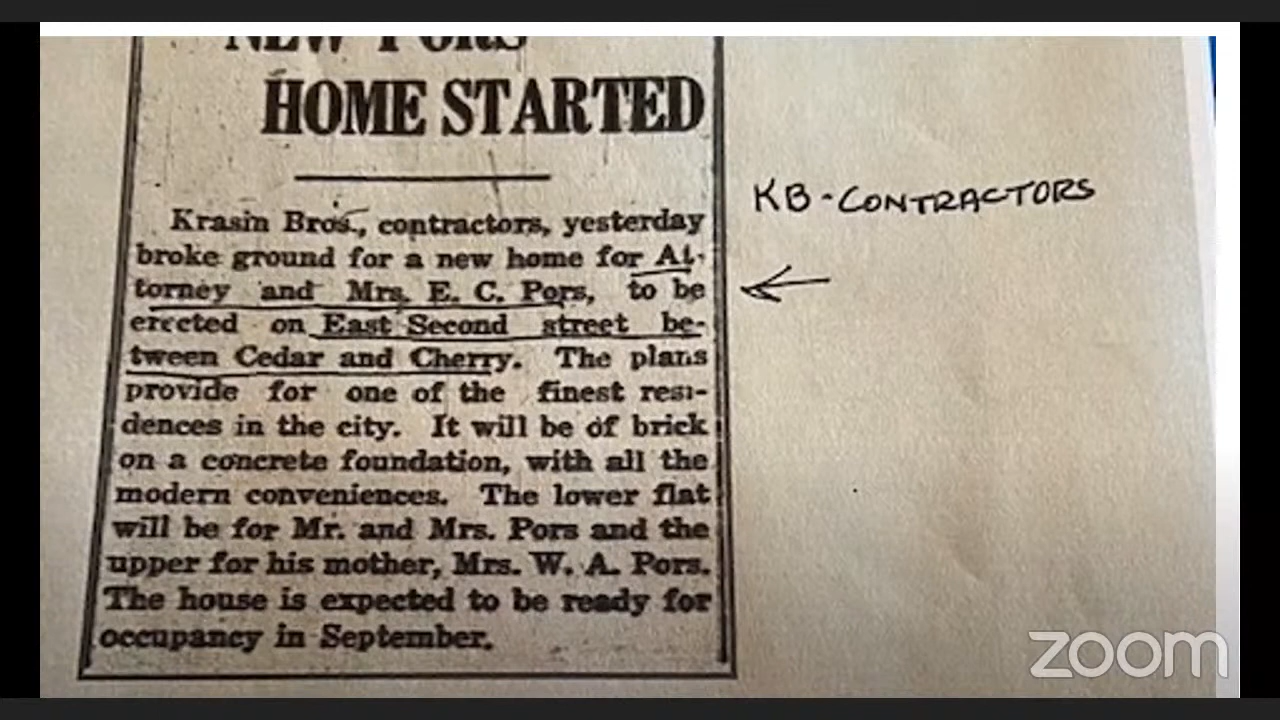 NEW PORS
HOME STARTED
Krasin Bros., contractors, yesterday
broke ground for a new home for At-
torney and Mrs. E. C. Pors, to be
erected on East Second street be-
tween Cedar and Cherry. The plans
provide for one of the finest resi-
dences in the city. It will be of brick
on a concrete foundation, with all the
modern conveniences. The lower flat
will be for Mr. and Mrs. Pors and the
upper for his mother, Mrs. W. A. Pors.
The house is expected to be ready for
occupancy in September.
KB - CONTRACTORS
zoom